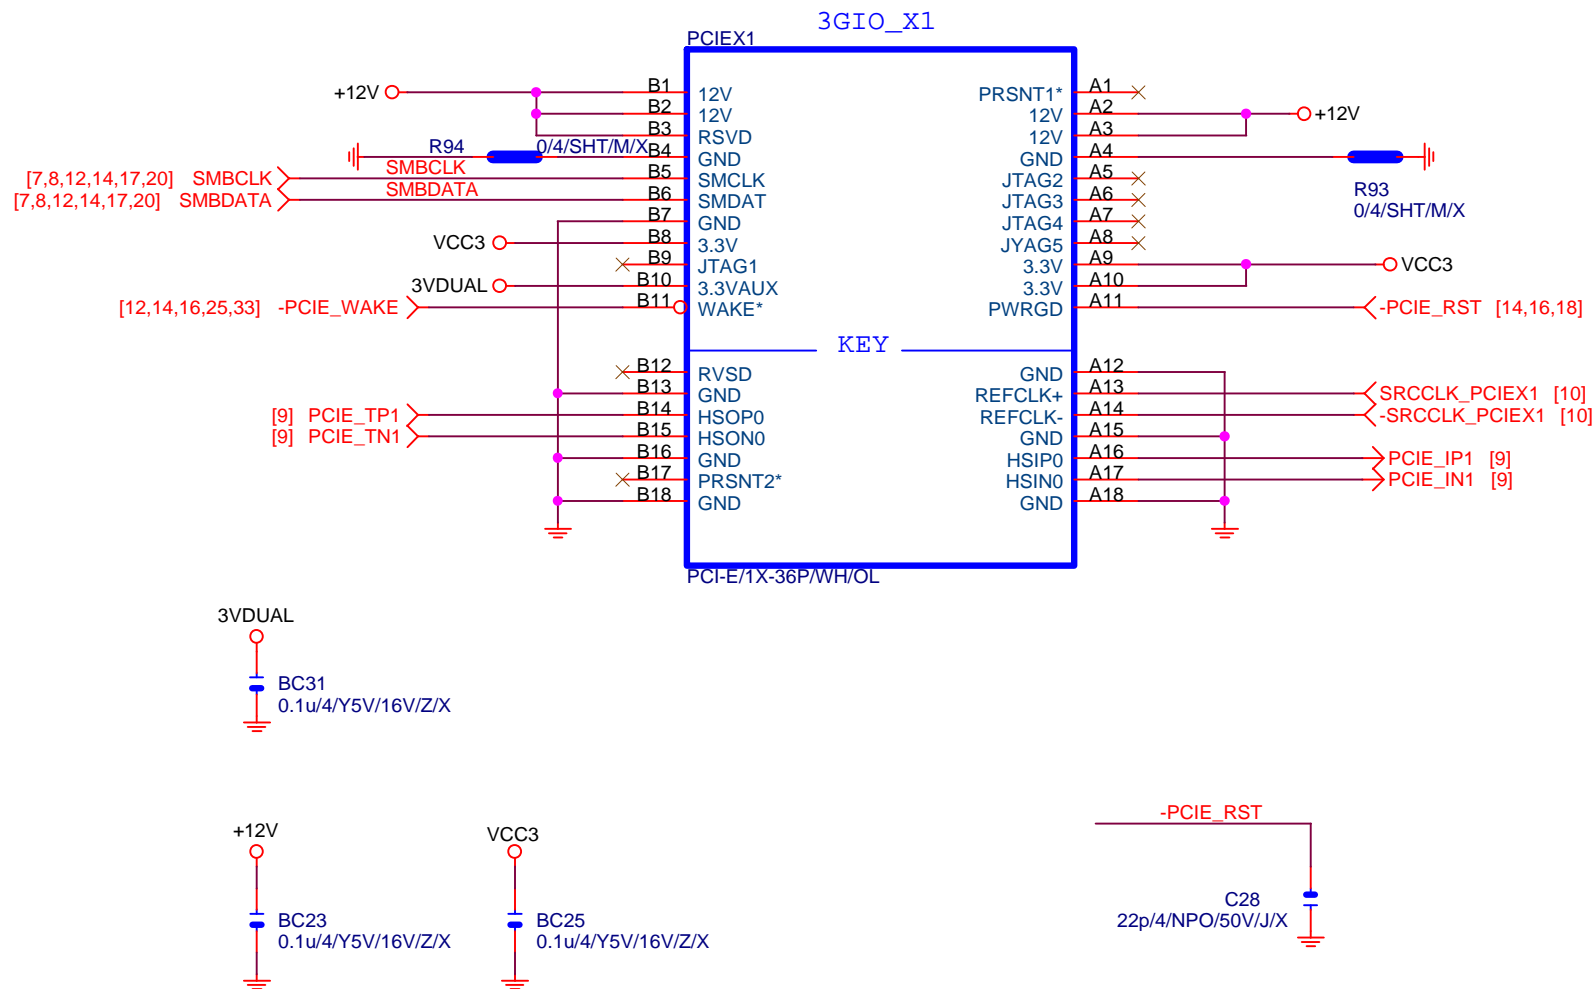 3GIO_X1
PCIEX1
+12V B1 12V PRSNT1* A1
B2 12V 12V A2 +12V
B3 RSVD 12V A3
R94 0/4/SHT/M/X B4 GND GND A4
[7,8,12,14,17,20] SMBCLK SMBCLK B5 SMCLK JTAG2 A5
[7,8,12,14,17,20] SMBDATA SMBDATA B6 SMDAT JTAG3 A6
R93
0/4/SHT/M/X
B7 GND JTAG4 A7
VCC3 B8 3.3V JYAG5 A8
B9 JTAG1 3.3V A9 VCC3
3VDUAL B10 3.3VAUX 3.3V A10
[12,14,16,25,33] -PCIE_WAKE B11 WAKE* PWRGD A11 -PCIE_RST [14,16,18]
KEY
B12 RVSD GND A12
B13 GND REFCLK+ A13 SRCCLK_PCIEX1 [10]
[9] PCIE_TP1 B14 HSOP0 REFCLK- A14 -SRCCLK_PCIEX1 [10]
[9] PCIE_TN1 B15 HSON0 GND A15
B16 GND HSIP0 A16 PCIE_IP1 [9]
B17 PRSNT2* HSIN0 A17 PCIE_IN1 [9]
B18 GND GND A18
PCI-E/1X-36P/WH/OL
3VDUAL
BC31
0.1u/4/Y5V/16V/Z/X
+12V
BC23
0.1u/4/Y5V/16V/Z/X
VCC3
BC25
0.1u/4/Y5V/16V/Z/X
-PCIE_RST
C28
22p/4/NPO/50V/J/X